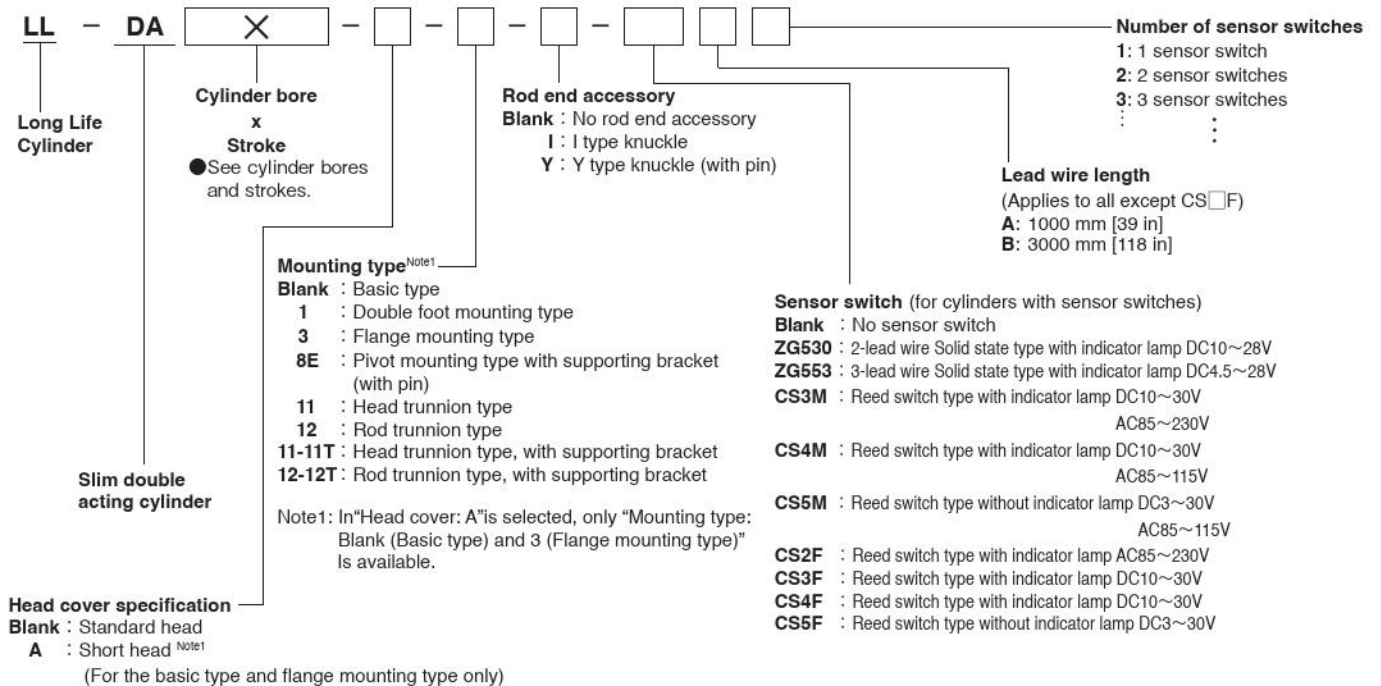 LL – DA × – – – –
Number of sensor switches
1: 1 sensor switch
2: 2 sensor switches
3: 3 sensor switches
Long Life
Cylinder
Cylinder bore
x
Stroke
●See cylinder bores
and strokes.
Rod end accessory
Blank : No rod end accessory
I : I type knuckle
Y : Y type knuckle (with pin)
Lead wire length
(Applies to all except CS□F)
A: 1000 mm [39 in]
B: 3000 mm [118 in]
Mounting typeNote1
Blank : Basic type
1 : Double foot mounting type
3 : Flange mounting type
8E : Pivot mounting type with supporting bracket
(with pin)
11 : Head trunnion type
12 : Rod trunnion type
11-11T : Head trunnion type, with supporting bracket
12-12T : Rod trunnion type, with supporting bracket
Note1: In“Head cover: A”is selected, only “Mounting type:
Blank (Basic type) and 3 (Flange mounting type)”
Is available.
Sensor switch (for cylinders with sensor switches)
Blank : No sensor switch
ZG530 : 2-lead wire Solid state type with indicator lamp DC10～28V
ZG553 : 3-lead wire Solid state type with indicator lamp DC4.5～28V
CS3M : Reed switch type with indicator lamp DC10～30V
AC85～230V
CS4M : Reed switch type with indicator lamp DC10～30V
AC85～115V
CS5M : Reed switch type without indicator lamp DC3～30V
AC85～115V
CS2F : Reed switch type with indicator lamp AC85～230V
CS3F : Reed switch type with indicator lamp DC10～30V
CS4F : Reed switch type with indicator lamp DC10～30V
CS5F : Reed switch type without indicator lamp DC3～30V
Slim double
acting cylinder
Head cover specification
Blank : Standard head
A : Short head Note1
(For the basic type and flange mounting type only)